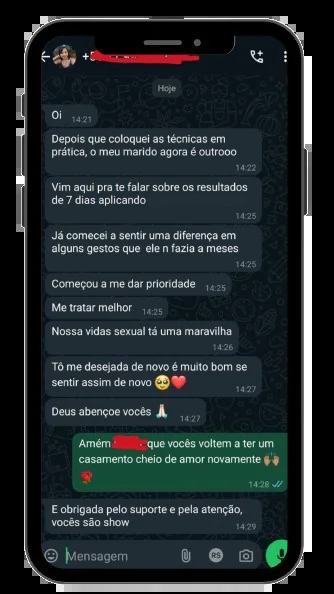 Hoje
Oi
14:21
Depois que coloquei as técnicas em
prática, o meu marido agora é outrooo
14:22
Vim aqui pra te falar sobre os resultados
de 7 dias aplicando
14:25
Já comecei a sentir uma diferença em
alguns gestos que ele n fazia a meses
14:25
Começou a me dar prioridade
14:25
Me tratar melhor
14:25
Nossa vidas sexual tá uma maravilha
14:26
Tô me desejada de novo é muito bom se
sentir assim de novo 🥹❤️
14:27
Deus abençoe vocês 🙏🏻
14:27
Amém que vocês voltem a ter um
casamento cheio de amor novamente 🙌🏽
🌹
14:28
E obrigada pelo suporte e pela atenção,
vocês são show
14:29
Mensagem
R$